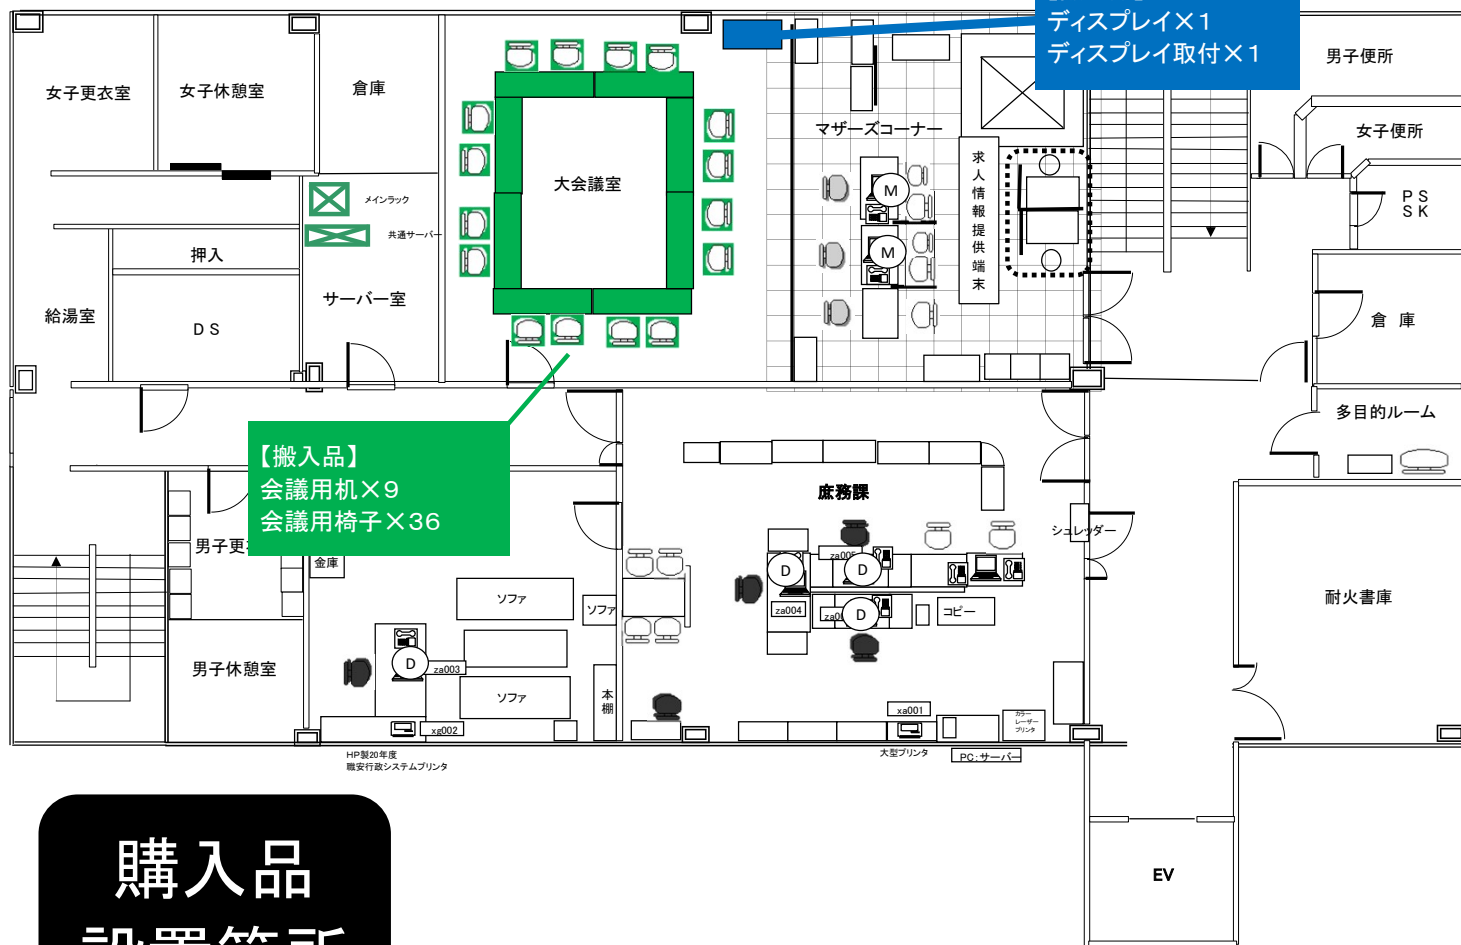 ディスプレイ×1
ディスプレイ取付×1
男子便所
女子更衣室
女子休憩室
倉庫
マザーズコーナー
女子便所
大会議室
求人情報提供端末
M
M
PS
SK
メインラック
共通サーバー
押入
サーバー室
給湯室
DS
倉 庫
多目的ルーム
【搬入品】
会議用机×9
会議用椅子×36
庶務課
シュレッダー
男子更
金庫
za005
D
D
D
za004
za00
コピー
耐火書庫
ソファ
ソファ
D
za003
男子休憩室
ソファ
本棚
xg002
xa001
カラー
レーザー
プリンタ
HP製20年度
職安行政システムプリンタ
大型プリンタ
PC:サーバー
購入品
設置箇所
EV